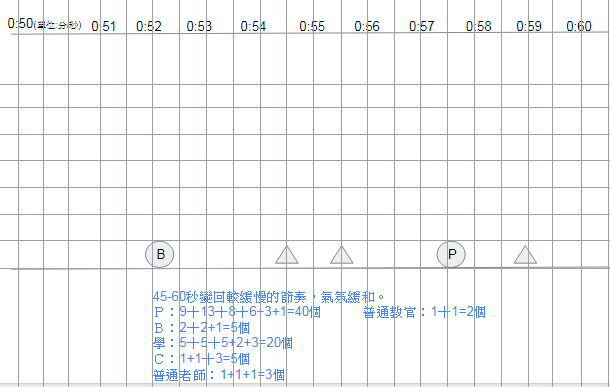 0:50 (單位:分/秒) 0:51 0:52 0:53 0:54 0:55 0:56 0:57 0:58 0:59 0:60
B P
45-60秒變回較緩慢的節奏，氣氛緩和。
Ｐ：9＋13＋8＋6+3+1=40個 普通教官：1＋1=2個
Ｂ：2＋2+1=5個
學：5＋5＋5+2+3=20個
Ｃ：1+1＋3=5個
普通老師：1+1+1=3個